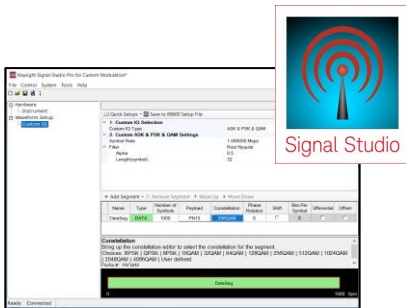 Keysight Signal Studio Pro for Custom Modulation*
File Control System Tools Help
Hardware
Instrument
Waveform Setup
Custom IQ
Quick Setups
Save to 89600 Setup File
1. Custom IQ Selection
Custom IQ Type ASK & PSK & QAM
2. Custom ASK & PSK & QAM Settings
Symbol Rate 1.000000 Msps
Filter Root Nyquist
Alpha 0.5
Length(symbol) 32
Add Segment Remove Segment Move Up Move Down
Name Type Number of Symbols Payload Constellation Phase Rotation Shift Bits Per Symbol Differential Offset
DataSeg DATA 1000 PN15 256QAM 0 8
Constellation
Bring up the constellation editor to select the constellation for the segment.
Choices: BPSK | QPSK | 8PSK | 16QAM | 32QAM | 64QAM | 128QAM | 256QAM | 512QAM | 1024QAM
| 2048QAM | 4096QAM | User defined
Default: 16QAM
DataSeg
0 1000 Sym
Ready Connected
Signal Studio